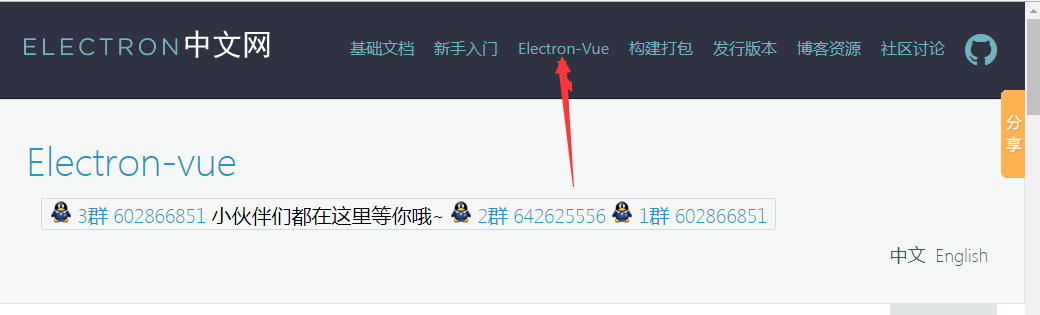 ELECTRON中文网 基础文档 新手入门 Electron-Vue 构建打包 发行版本 博客资源 社区讨论
分享
Electron-vue
3群 602866851 小伙伴们都在这里等你哦~ 2群 642625556 1群 602866851
中文 English